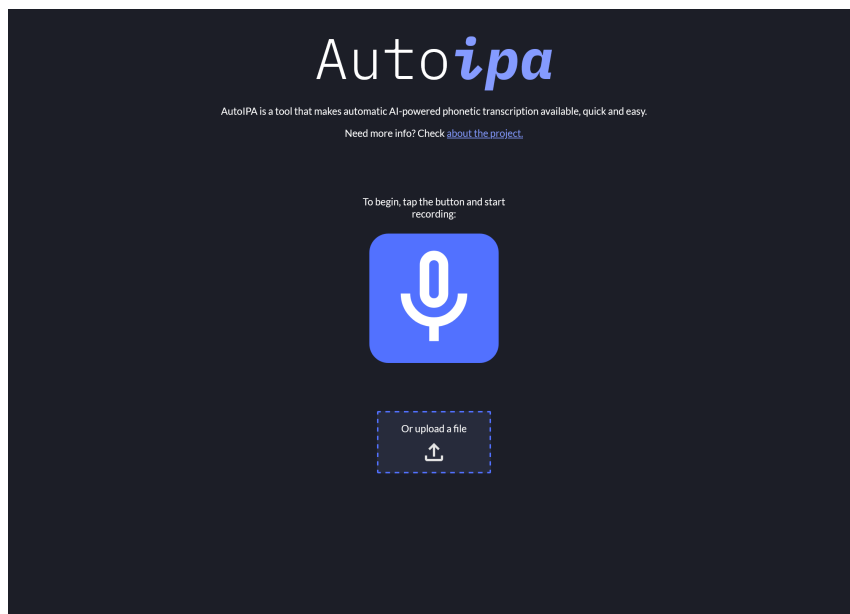 Autoipa
AutoIPA is a tool that makes automatic AI-powered phonetic transcription available, quick and easy.
Need more info? Check about the project.
To begin, tap the button and start
recording:
Or upload a file